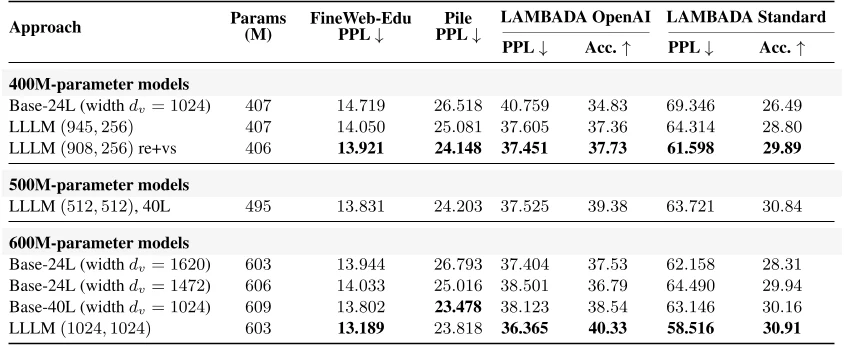 Approach Params (M) FineWeb-Edu PPL ↓ Pile PPL ↓ LAMBADA OpenAI LAMBADA Standard
PPL ↓ Acc. ↑ PPL ↓ Acc. ↑
400M-parameter models
Base-24L (width d_v = 1024) 407 14.719 26.518 40.759 34.83 69.346 26.49
LLLM (945, 256) 407 14.050 25.081 37.605 37.36 64.314 28.80
LLLM (908, 256) re+vs 406 13.921 24.148 37.451 37.73 61.598 29.89
500M-parameter models
LLLM (512, 512), 40L 495 13.831 24.203 37.525 39.38 63.721 30.84
600M-parameter models
Base-24L (width d_v = 1620) 603 13.944 26.793 37.404 37.53 62.158 28.31
Base-24L (width d_v = 1472) 606 14.033 25.016 38.501 36.79 64.490 29.94
Base-40L (width d_v = 1024) 609 13.802 23.478 38.123 38.54 63.146 30.16
LLLM (1024, 1024) 603 13.189 23.818 36.365 40.33 58.516 30.91